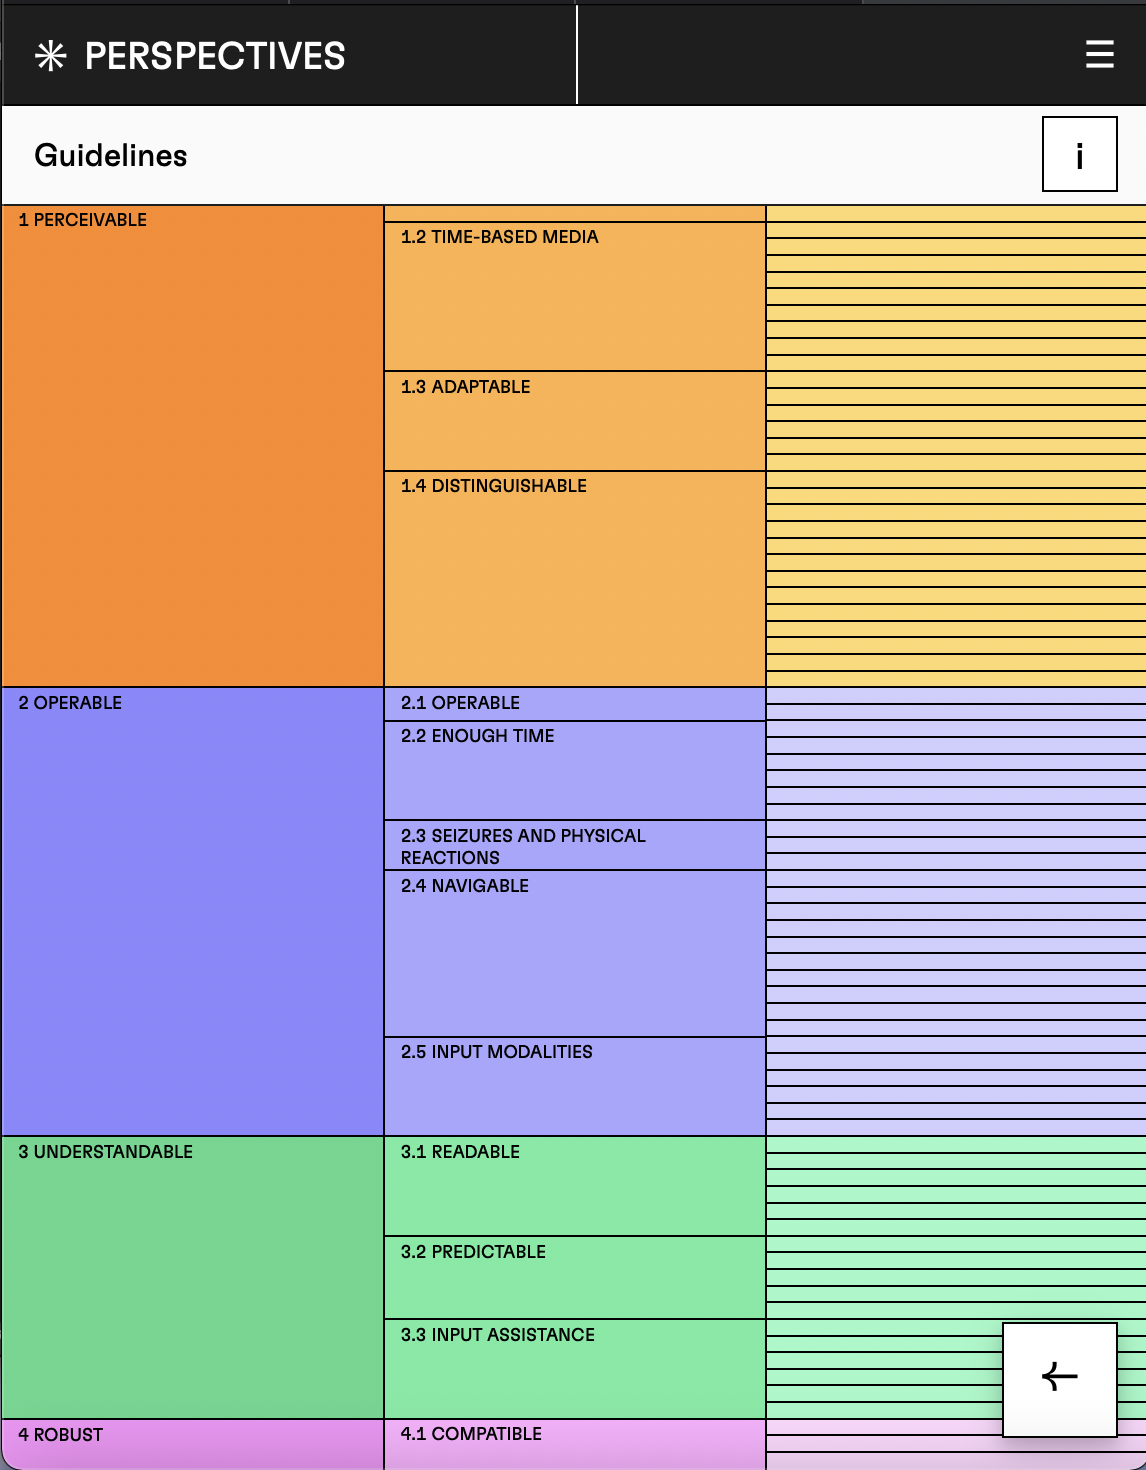 PERSPECTIVES
Guidelines
i
1 PERCEIVABLE
1.2 TIME-BASED MEDIA
1.3 ADAPTABLE
1.4 DISTINGUISHABLE
2 OPERABLE
2.1 OPERABLE
2.2 ENOUGH TIME
2.3 SEIZURES AND PHYSICAL
REACTIONS
2.4 NAVIGABLE
2.5 INPUT MODALITIES
3 UNDERSTANDABLE
3.1 READABLE
3.2 PREDICTABLE
3.3 INPUT ASSISTANCE
4 ROBUST
4.1 COMPATIBLE